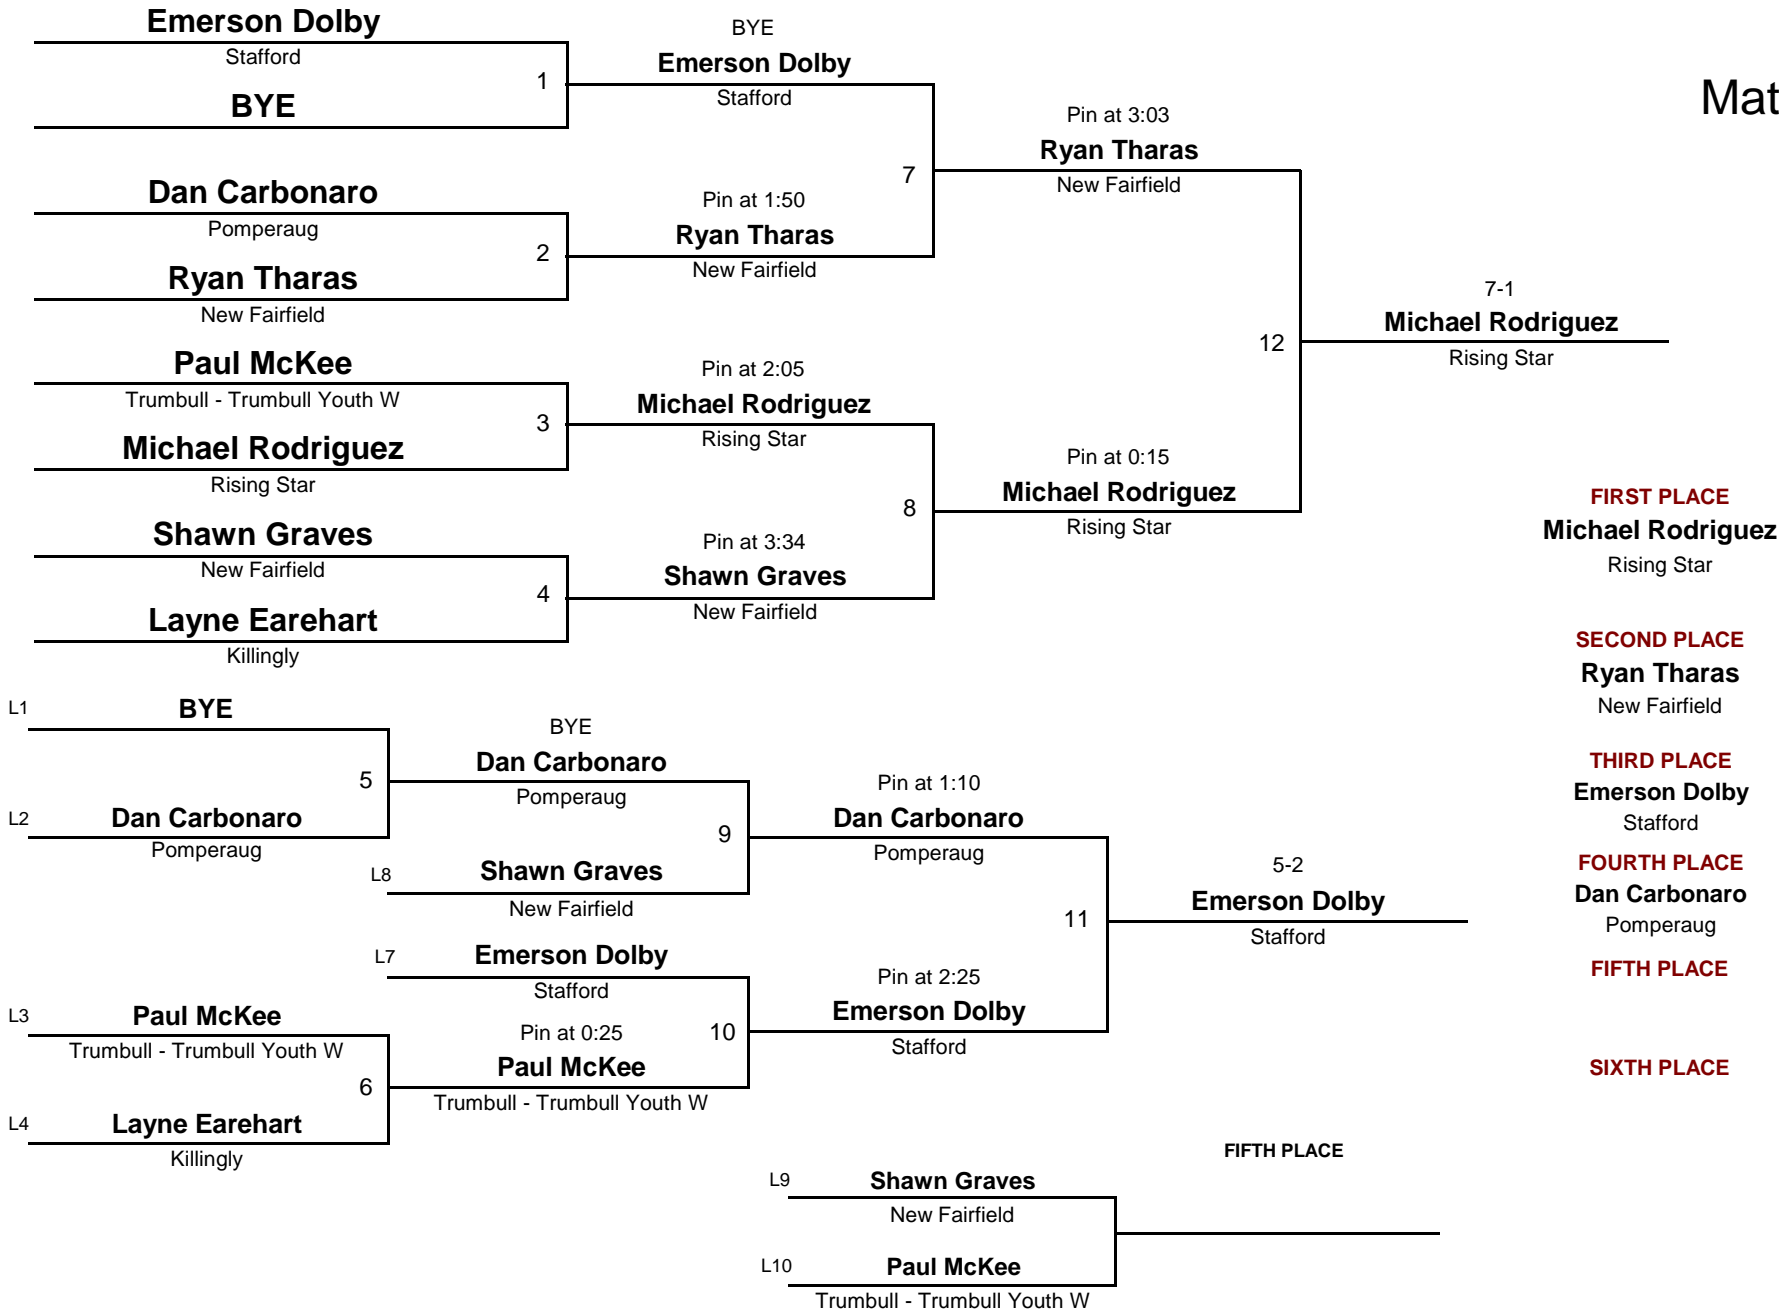 Emerson Dolby
Stafford
1
BYE
BYE
Emerson Dolby
Stafford
Dan Carbonaro
Pomperaug
2
Ryan Tharas
New Fairfield
Pin at 1:50
Ryan Tharas
New Fairfield
7
Pin at 3:03
Ryan Tharas
New Fairfield
Mat
Paul McKee
Trumbull - Trumbull Youth W
3
Michael Rodriguez
Rising Star
Pin at 2:05
Michael Rodriguez
Rising Star
Shawn Graves
New Fairfield
4
Layne Earehart
Killingly
Pin at 3:34
Shawn Graves
New Fairfield
8
Pin at 0:15
Michael Rodriguez
Rising Star
12
7-1
Michael Rodriguez
Rising Star
FIRST PLACE
Michael Rodriguez
Rising Star
SECOND PLACE
Ryan Tharas
New Fairfield
THIRD PLACE
Emerson Dolby
Stafford
FOURTH PLACE
Dan Carbonaro
Pomperaug
FIFTH PLACE
SIXTH PLACE
L1
BYE
5
L2
Dan Carbonaro
Pomperaug
BYE
Dan Carbonaro
Pomperaug
9
L8
Shawn Graves
New Fairfield
Pin at 1:10
Dan Carbonaro
Pomperaug
L7
Emerson Dolby
Stafford
L3
Paul McKee
Trumbull - Trumbull Youth W
6
L4
Layne Earehart
Killingly
Pin at 0:25
10
Paul McKee
Trumbull - Trumbull Youth W
Pin at 2:25
Emerson Dolby
Stafford
11
5-2
Emerson Dolby
Stafford
FIFTH PLACE
L9
Shawn Graves
New Fairfield
L10
Paul McKee
Trumbull - Trumbull Youth W